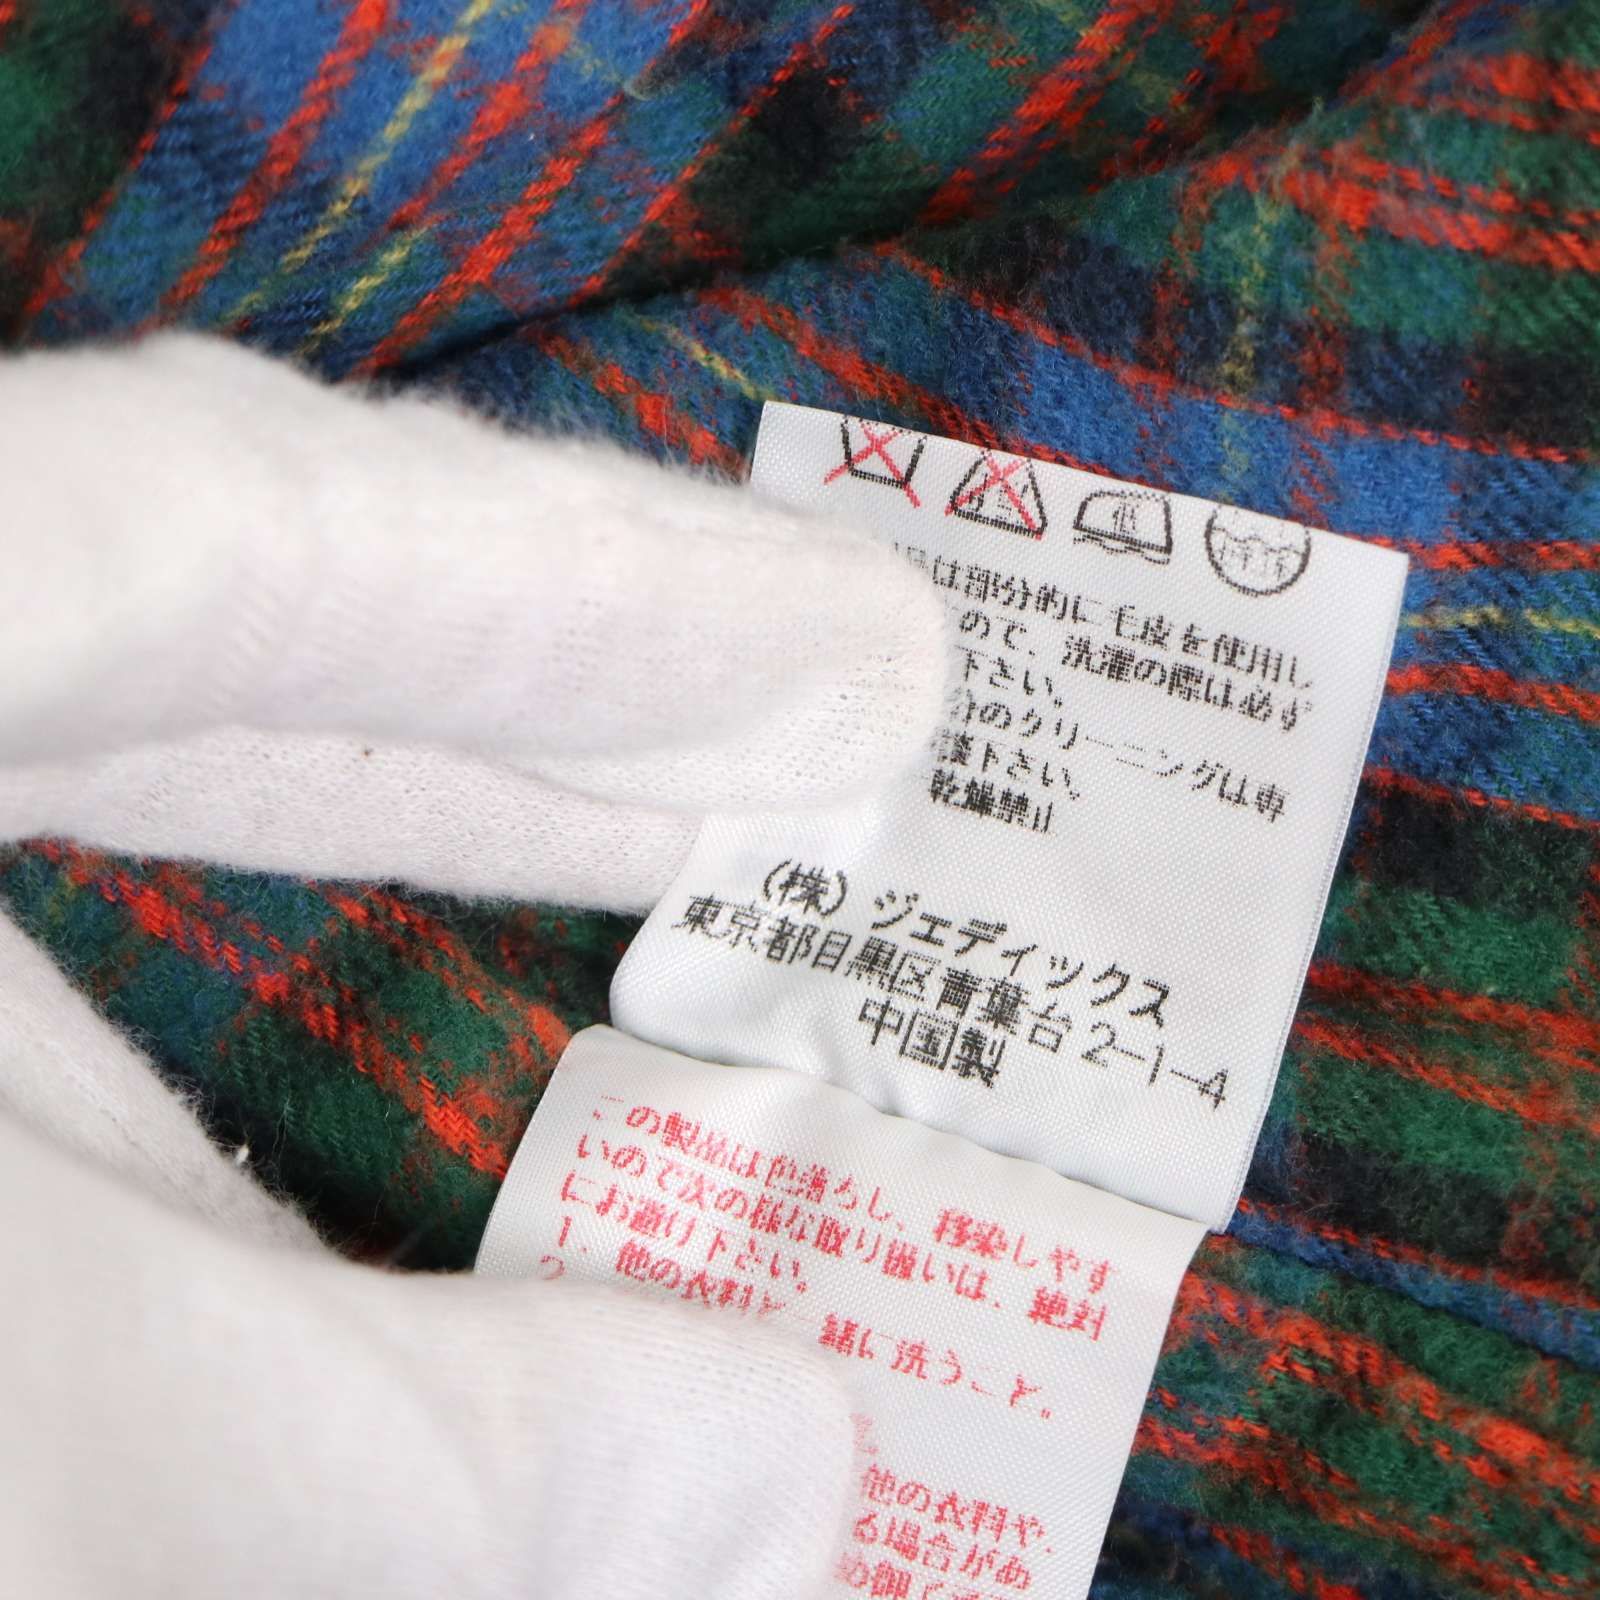 低
は部分的に毛皮を使用し
ので、洗濯の際は必ず
下さい。
分のクリーニングは専
下さい。
乾燥禁止
(株) ジェディックス
東京都目黒区青葉台2-1-4
中国製
この製品は色落ちし、移染しやす
いので次の様な取り扱いは、絶対
にお避け下さい。
1. 他の衣料と一緒に洗うこと。
2
他の衣料や、
る場合があ